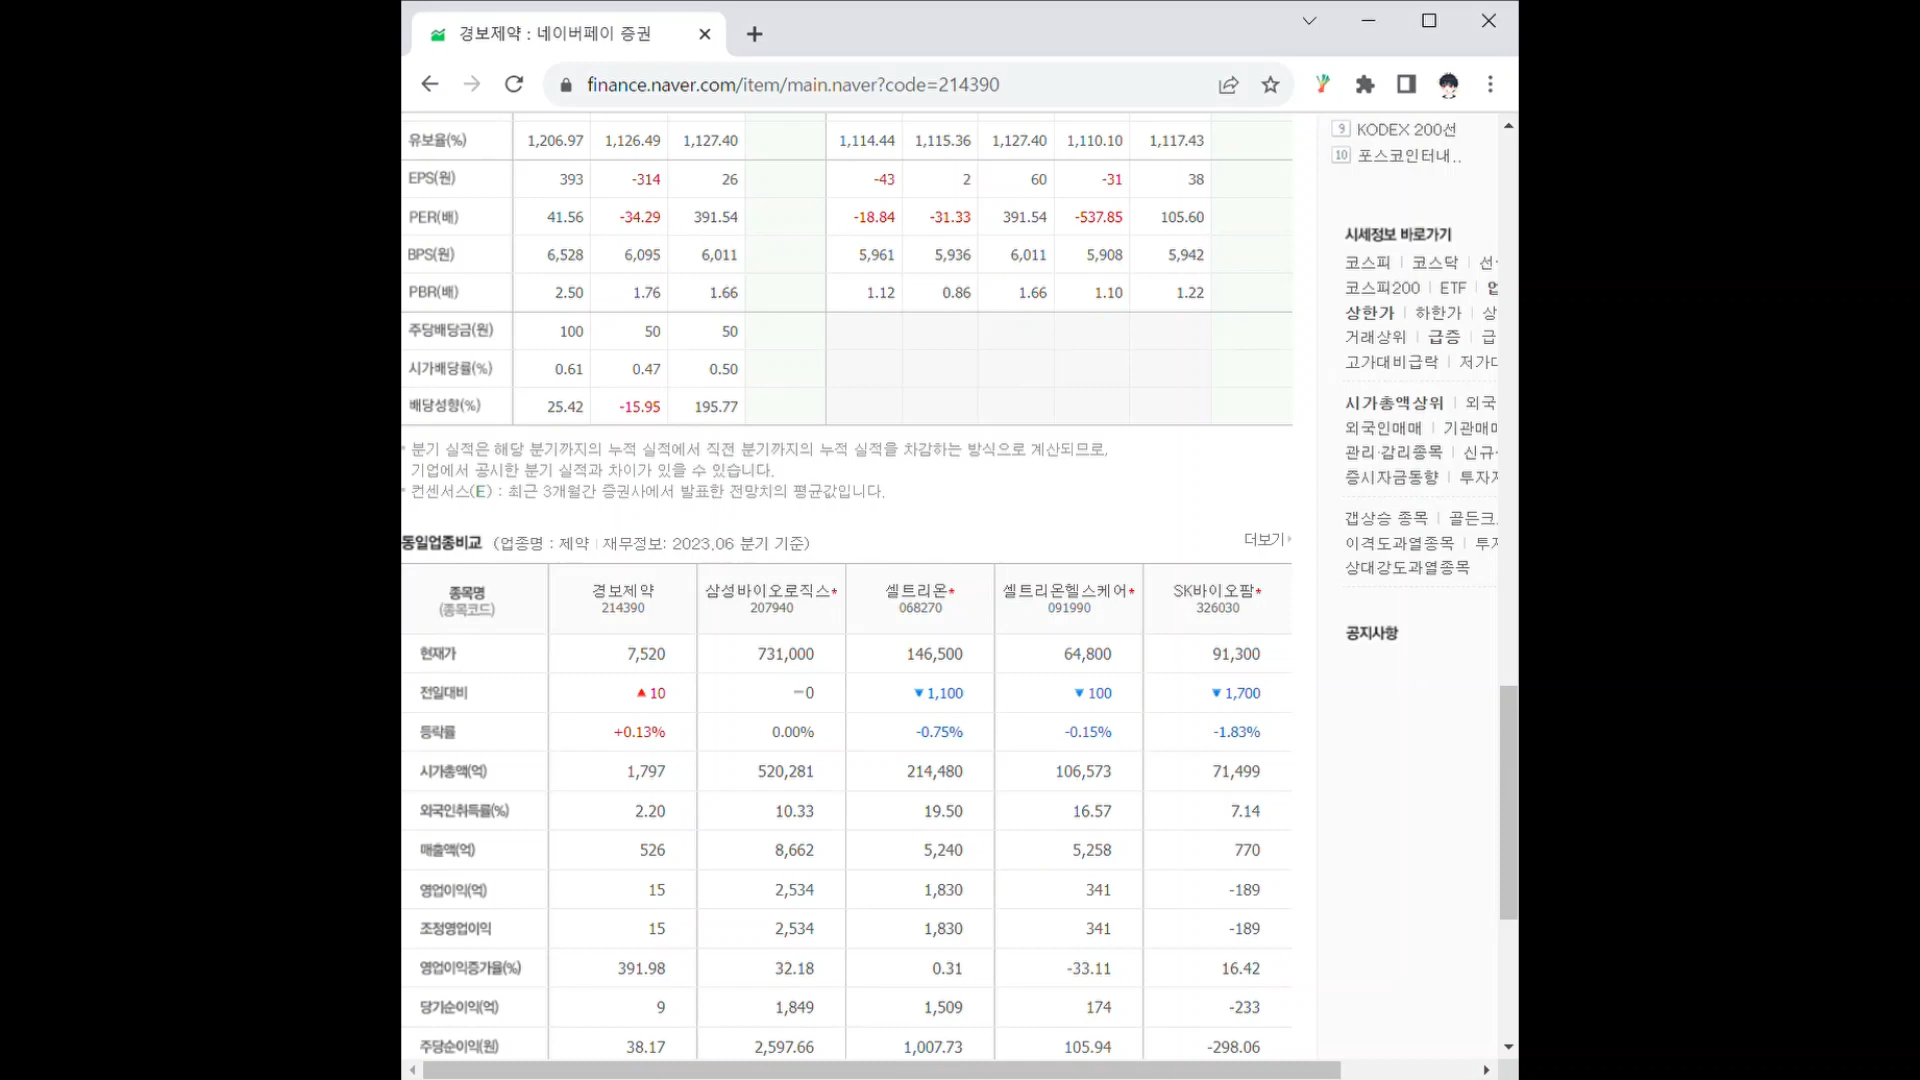 경보제약 : 네이버페이 증권
finance.naver.com/item/main.naver?code=214390
유보율(%) 1,206.97 1,126.49 1,127.40 1,114.44 1,115.36 1,127.40 1,110.10 1,117.43
EPS(원) 393 -314 26 -43 2 60 -31 38
PER(배) 41.56 -34.29 391.54 -18.84 -31.33 391.54 -537.85 105.60
BPS(원) 6,528 6,095 6,011 5,961 5,936 6,011 5,908 5,942
PBR(배) 2.50 1.76 1.66 1.12 0.86 1.66 1.10 1.22
주당배당금(원) 100 50 50
시가배당률(%) 0.61 0.47 0.50
배당성향(%) 25.42 -15.95 195.77
* 분기 실적은 해당 분기까지의 누적 실적에서 직전 분기까지의 누적 실적을 차감하는 방식으로 계산되므로,
기업에서 공시한 분기 실적과 차이가 있을 수 있습니다.
* 컨센서스(E) : 최근 3개월간 증권사에서 발표한 전망치의 평균값입니다.
동일업종비교 (업종명 : 제약 | 재무정보: 2023.06 분기 기준) 더보기
종목명 경보제약 삼성바이오로직스* 셀트리온* 셀트리온헬스케어* SK바이오팜*
(종목코드) 214390 207940 068270 091990 326030
현재가 7,520 731,000 146,500 64,800 91,300
전일대비 ▲10 −0 ▼1,100 ▼100 ▼1,700
등락률 +0.13% 0.00% -0.75% -0.15% -1.83%
시가총액(억) 1,797 520,281 214,480 106,573 71,499
외국인취득률(%) 2.20 10.33 19.50 16.57 7.14
매출액(억) 526 8,662 5,240 5,258 770
영업이익(억) 15 2,534 1,830 341 -189
조정영업이익 15 2,534 1,830 341 -189
영업이익증가율(%) 391.98 32.18 0.31 -33.11 16.42
당기순이익(억) 9 1,849 1,509 174 -233
주당순이익(원) 38.17 2,597.66 1,007.73 105.94 -298.06
9 KODEX 200선
10 포스코인터내..
시세정보 바로가기
코스피 | 코스닥 | 선
코스피200 | ETF | 업
상한가 | 하한가 | 상
거래상위 | 급증 | 급
고가대비급락 | 저가
시가총액상위 | 외국
외국인매매 | 기관매매
관리·감리종목 | 신규
증시자금동향 | 투자
갭상승 종목 | 골든크
이격도과열종목 | 투자
상대강도과열종목
공지사항